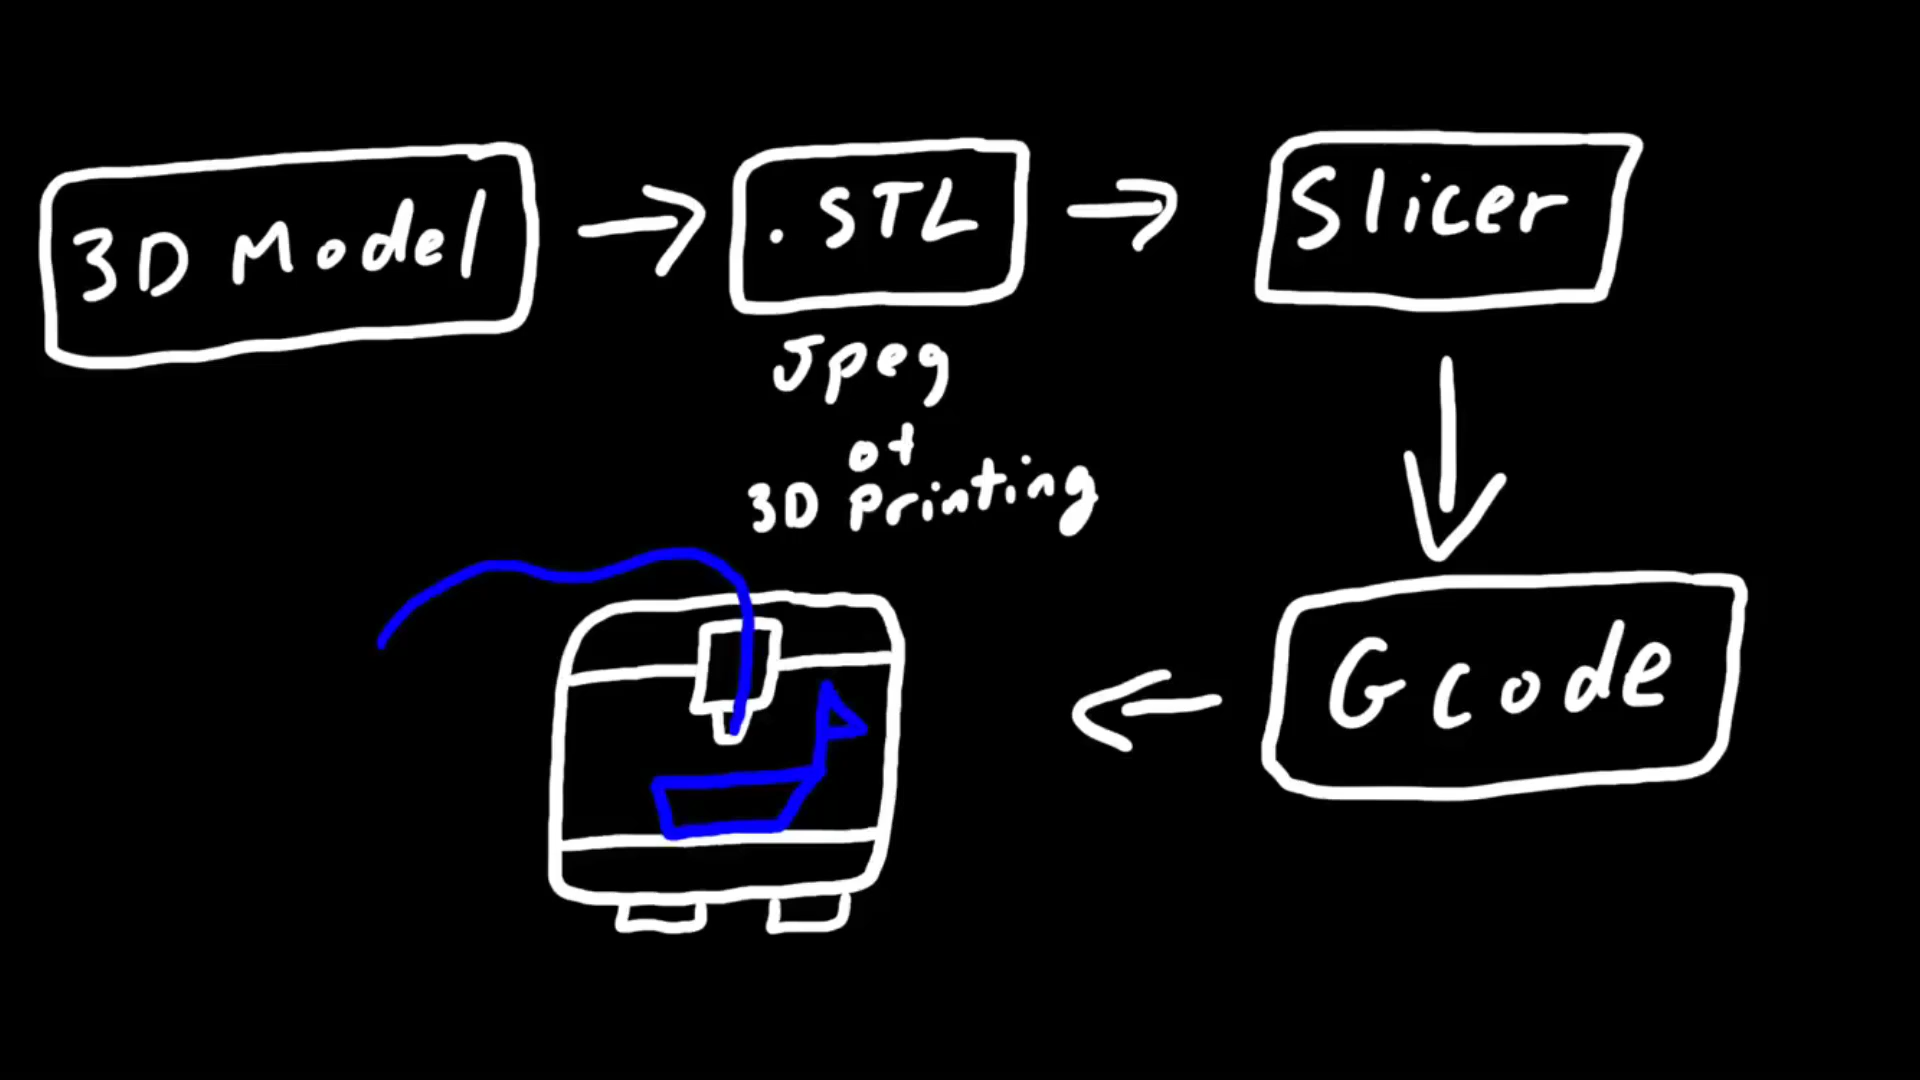 3D Model
.STL
Slicer
Jpeg
of
3D Printing
Gcode